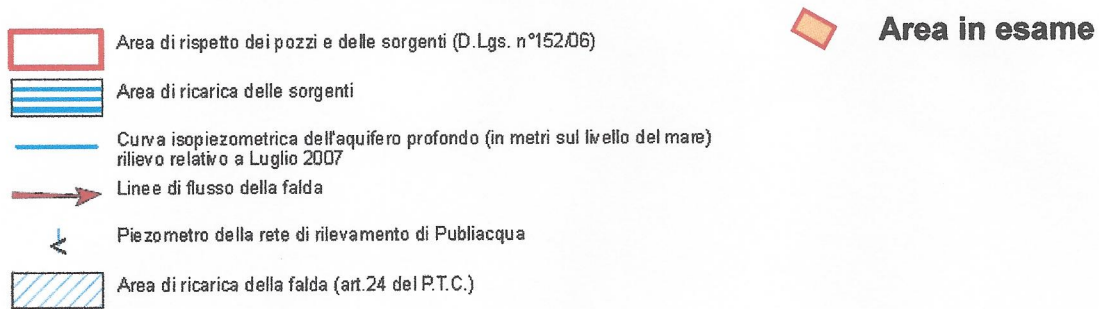 Area di rispetto dei pozzi e delle sorgenti (D.Lgs. n°152/06)
Area in esame
Area di ricarica delle sorgenti
Curva isopiezometrica dell'aquifero profondo (in metri sul livello del mare)
rilievo relativo a Luglio 2007
Linee di flusso della falda
Piezometro della rete di rilevamento di Publiacqua
Area di ricarica della falda (art.24 del P.T.C.)